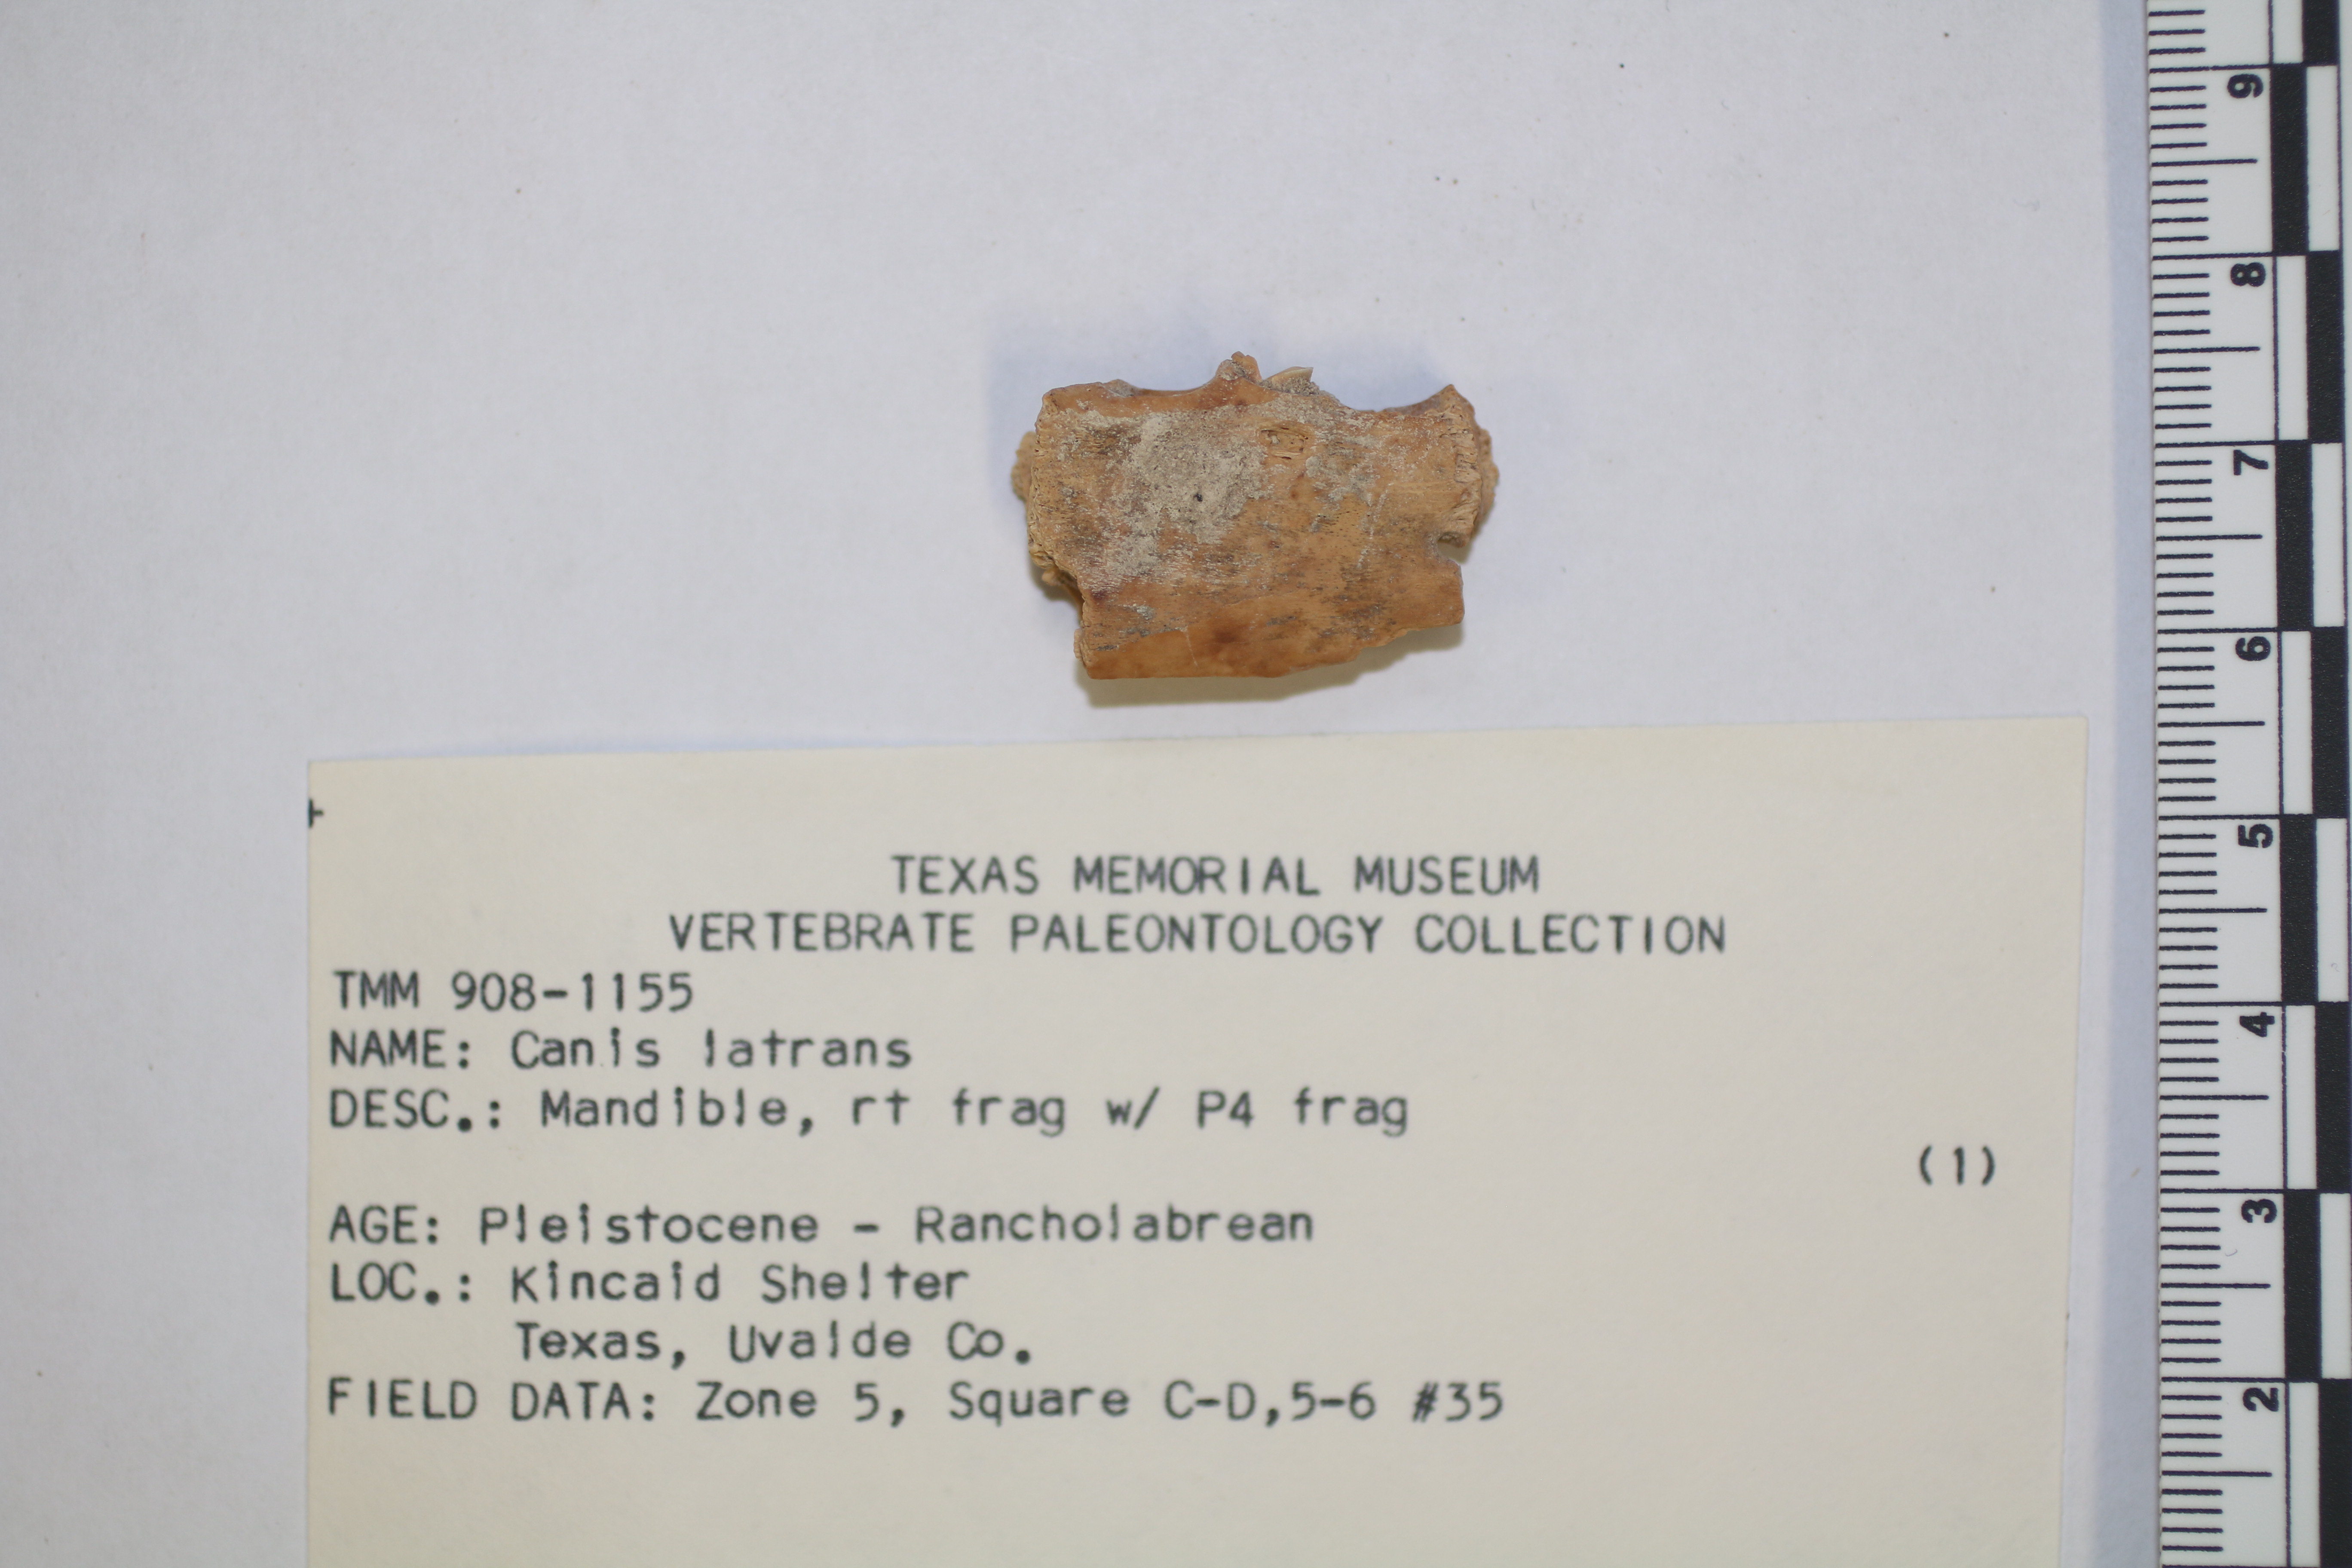 TEXAS MEMORIAL MUSEUM
VERTEBRATE PALEONTOLOGY COLLECTION
TMM 908-1155
NAME: Canis latrans
DESC.: Mandible, rt frag w/ P4 frag
(1)
AGE: Pleistocene - Rancholabrean
LOC.: Kincaid Shelter
Texas, Uvalde Co.
FIELD DATA: Zone 5, Square C-D,5-6 #35
9
8
7
6
5
4
3
2